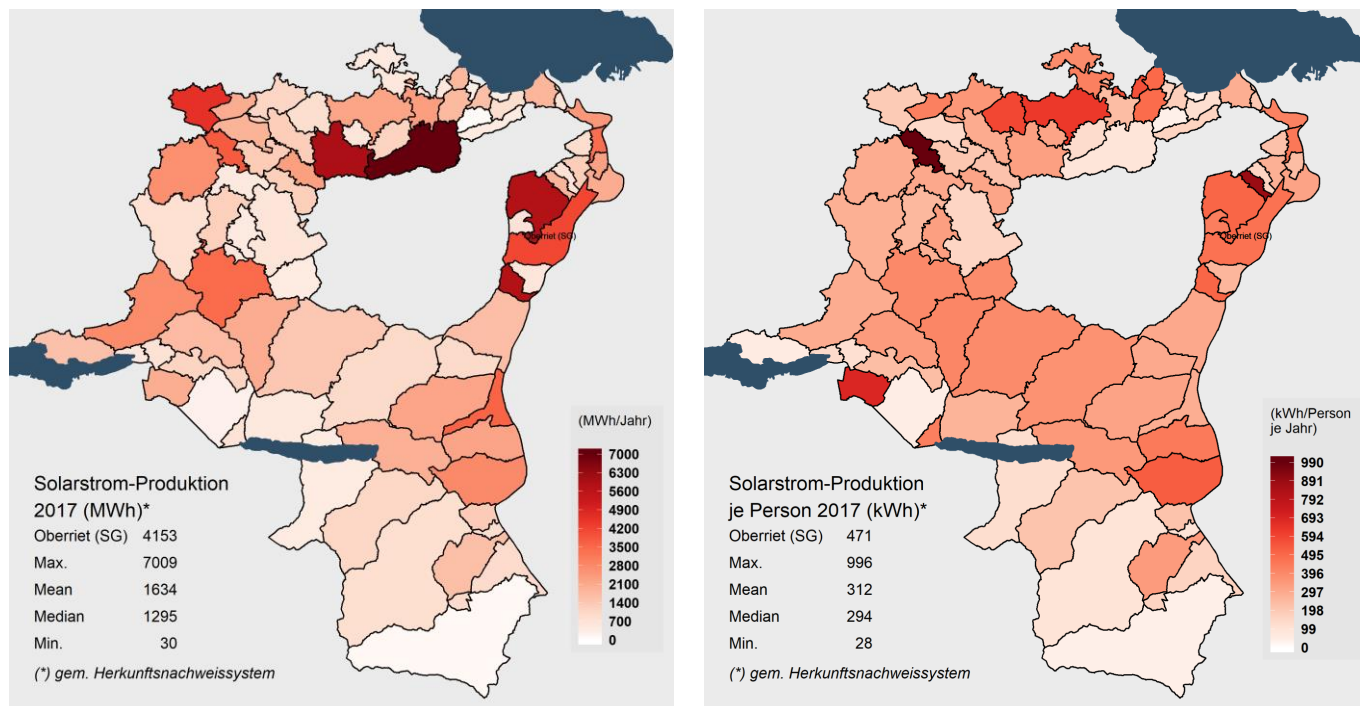 Oberriet (SG)
(MWh/Jahr)
7000
6300
5600
4900
4200
3500
2800
2100
1400
700
0
Solarstrom-Produktion
2017 (MWh)*
Oberriet (SG) 4153
Max. 7009
Mean 1634
Median 1295
Min. 30
(*) gem. Herkunftsnachweissystem
Oberriet (SG)
(kWh/Person
je Jahr)
990
891
792
693
594
495
396
297
198
99
0
Solarstrom-Produktion
je Person 2017 (kWh)*
Oberriet (SG) 471
Max. 996
Mean 312
Median 294
Min. 28
(*) gem. Herkunftsnachweissystem